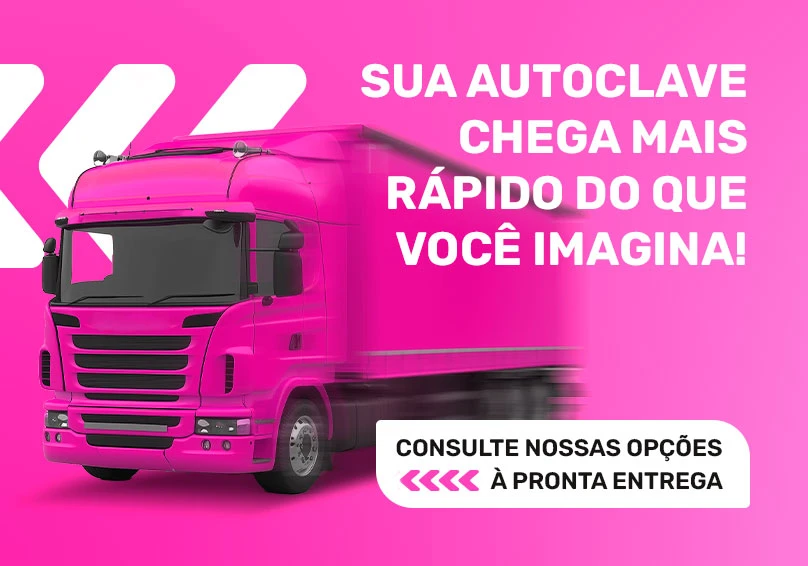 SUA AUTOCLAVE
CHEGA MAIS
RÁPIDO DO QUE
VOCÊ IMAGINA!
CONSULTE NOSSAS OPÇÕES
À PRONTA ENTREGA